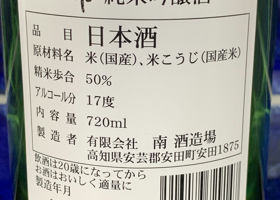 純米吟醸酒
品目 日本酒
原材料名 米(国産)、米こうじ(国産米)
精米歩合 50%
アルコール分 17度
内容量 720ml
製造者 有限会社 南 酒造場
高知県安芸郡安田町安田1875
飲酒は20歳になってから
お酒はおいしく適量に
製造年月